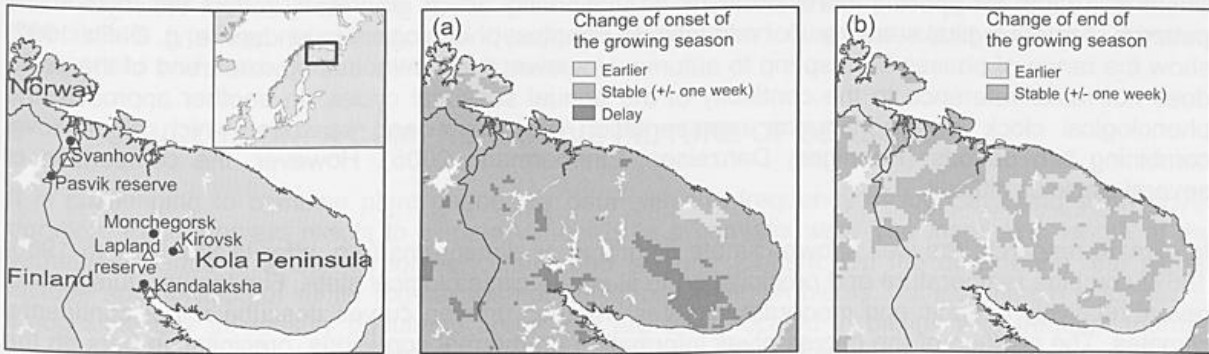 Norway
Svanhovd
Pasvik reserve
Monchegorsk
Lapland
reserve
Kirovsk
Kola Peninsula
Finland
Kandalaksha
(a)
Change of onset of
the growing season
Earlier
Stable (+/- one week)
Delay
(b)
Change of end of
the growing season
Earlier
Stable (+/- one week)